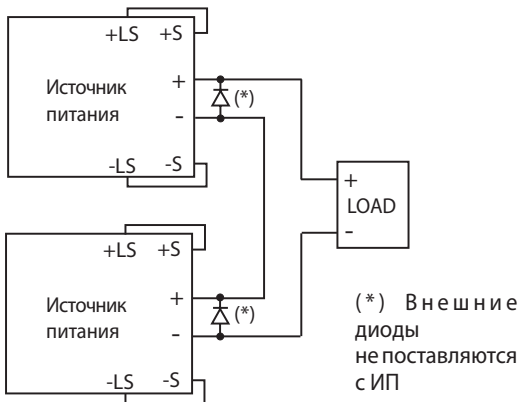 +LS +S
Источник
питания
+
-
(*)
-LS -S
+
LOAD
-
+LS +S
Источник
питания
+
-
(*)
-LS -S
(*) Внешние
диоды
не поставляются
с ИП